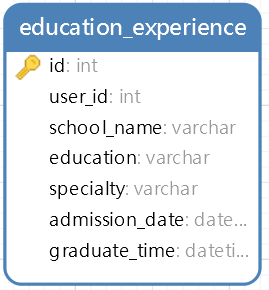 education_experience
id: int
user_id: int
school_name: varchar
education: varchar
specialty: varchar
admission_date: date...
graduate_time: dateti...